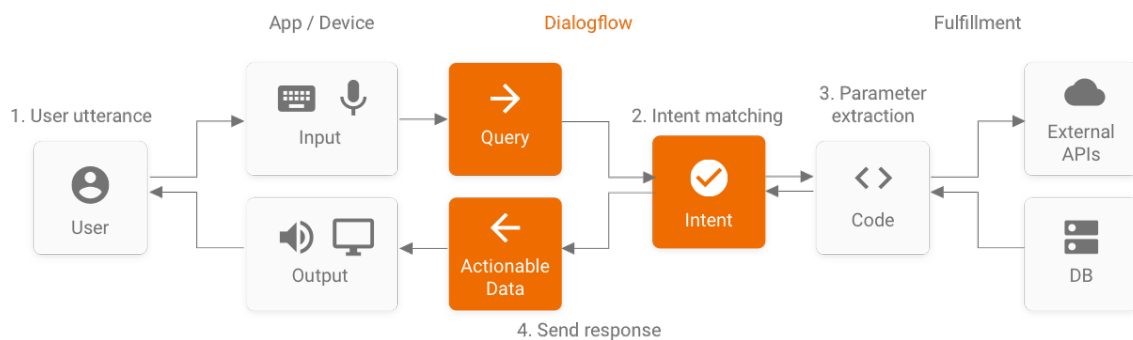 App / Device
Dialogflow
Fulfillment
1. User utterance
Input
Query
2. Intent matching
3. Parameter
extraction
External
APIs
User
Intent
Code
Output
Actionable
Data
DB
4. Send response